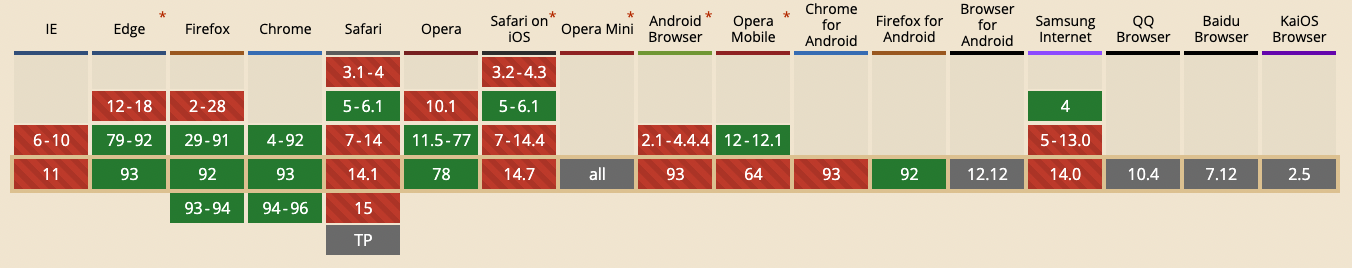 IE Edge * Firefox Chrome Safari Opera Safari on iOS * Opera Mini * Android Browser * Opera Mobile * Chrome for Android Firefox for Android Browser for Android Samsung Internet QQ Browser Baidu Browser KaiOS Browser
3.1-4 3.2-4.3
12-18 2-28 5-6.1 10.1 5-6.1 4
6-10 79-92 29-91 4-92 7-14 11.5-77 7-14.4 2.1-4.4.4 12-12.1 5-13.0
11 93 92 93 14.1 78 14.7 all 93 64 93 92 12.12 14.0 10.4 7.12 2.5
93-94 94-96 15
TP